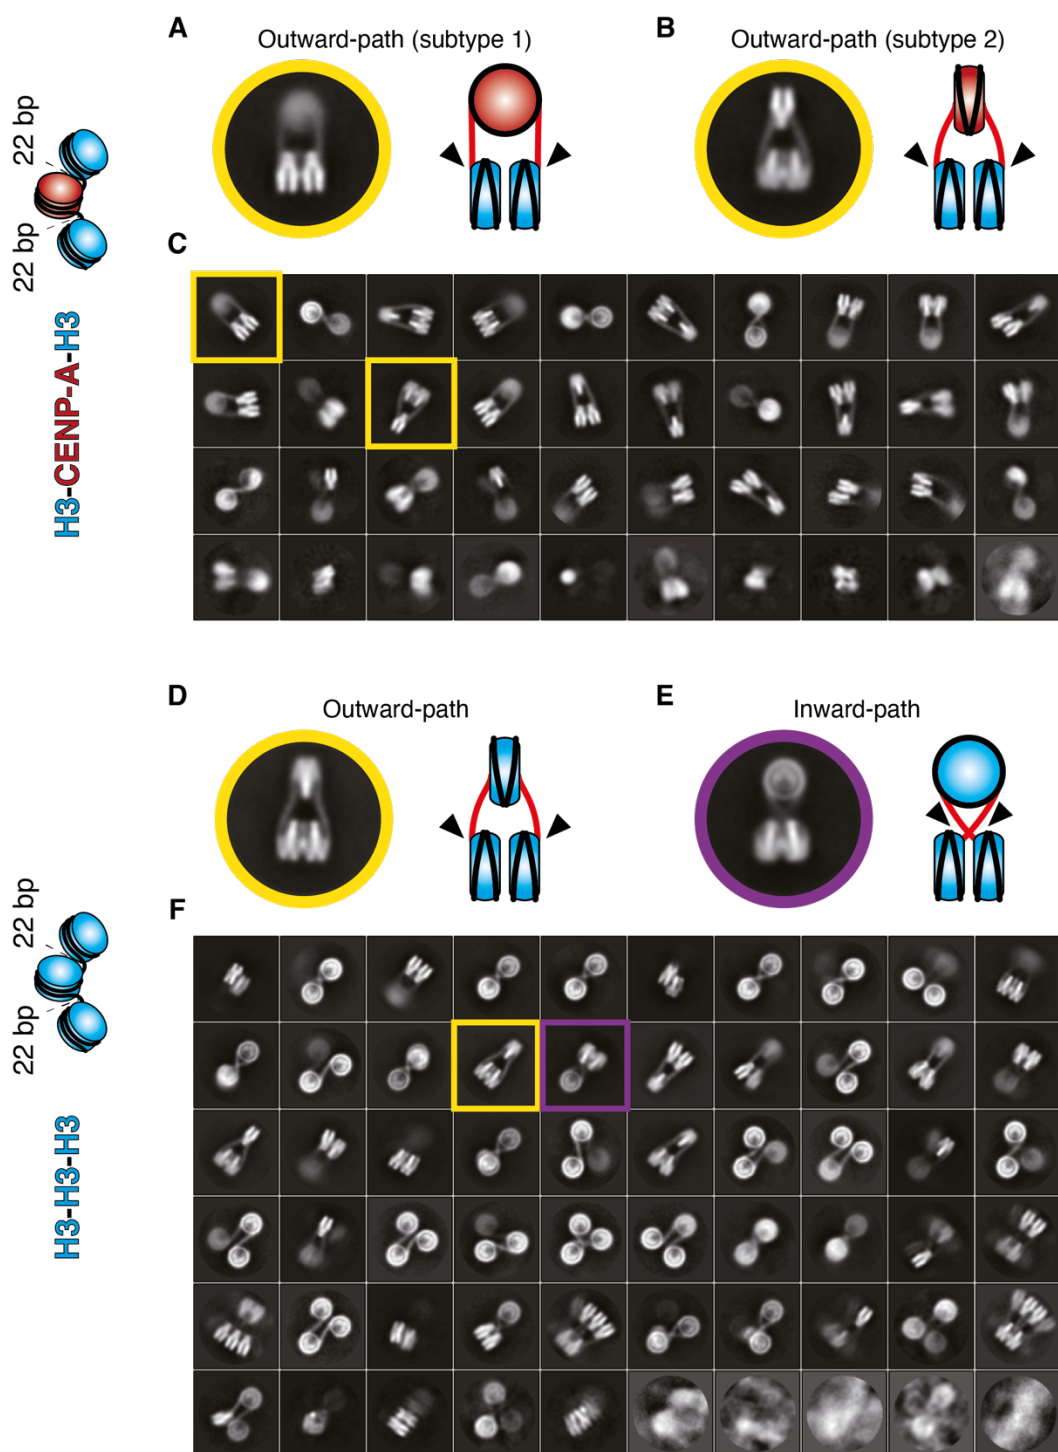 A
Outward-path (subtype 1)
B
Outward-path (subtype 2)
22 bp
22 bp
H3-CENP-A-H3
C
D
Outward-path
E
Inward-path
22 bp
22 bp
H3-H3-H3
F